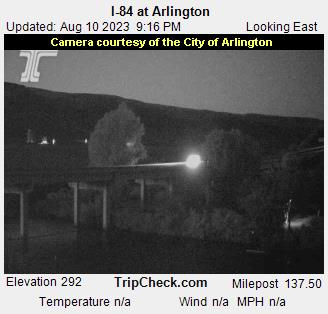 I-84 at Arlington
Updated: Aug 10 2023 9:16 PM Looking East
Camera courtesy of the City of Arlington
Elevation 292 TripCheck.com Milepost 137.50
Temperature n/a Wind n/a MPH n/a